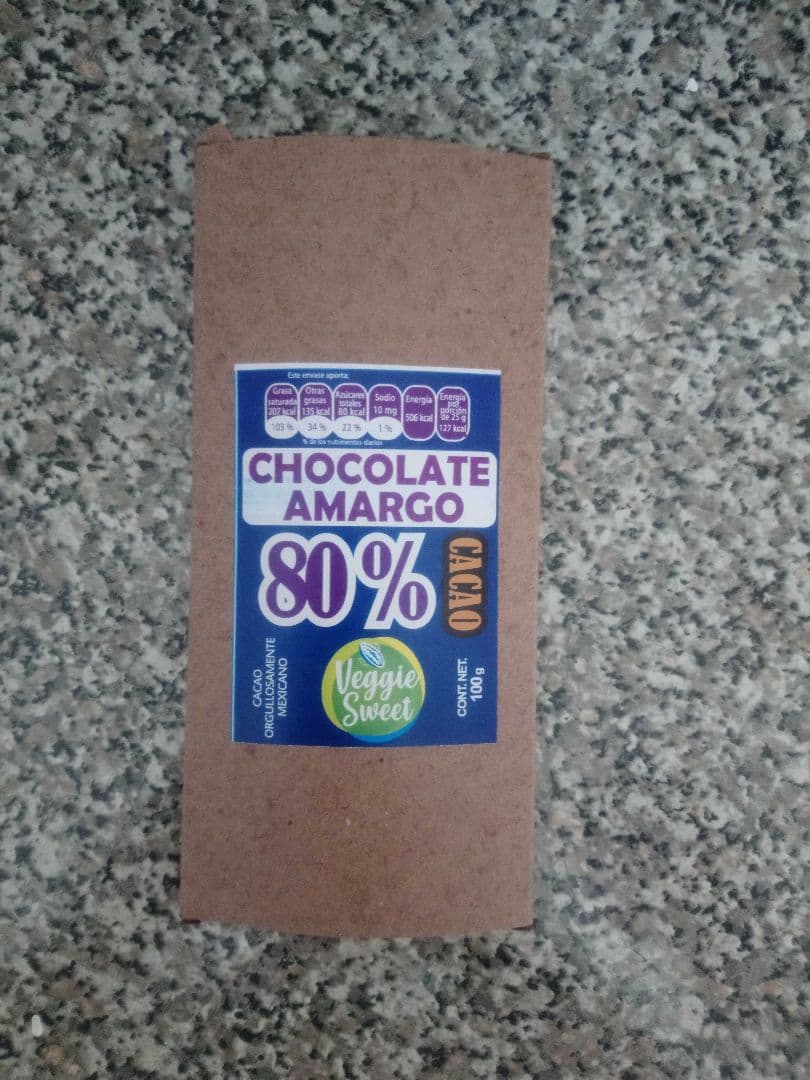 Este envase aporta:
Grasa
saturada
207 kcal
103 %
Otras
grasas
135 kcal
34 %
Azúcares
totales
80 kcal
22 %
Sodio
10 mg
1 %
Energía
506 kcal
Energía
por
porción
de 25 g
127 kcal
% de los nutrimentos diarios
CHOCOLATE
AMARGO
80%
CACAO
CACAO
ORGULLOSAMENTE
MEXICANO
Veggie
Sweet
CONT. NET.
100 g